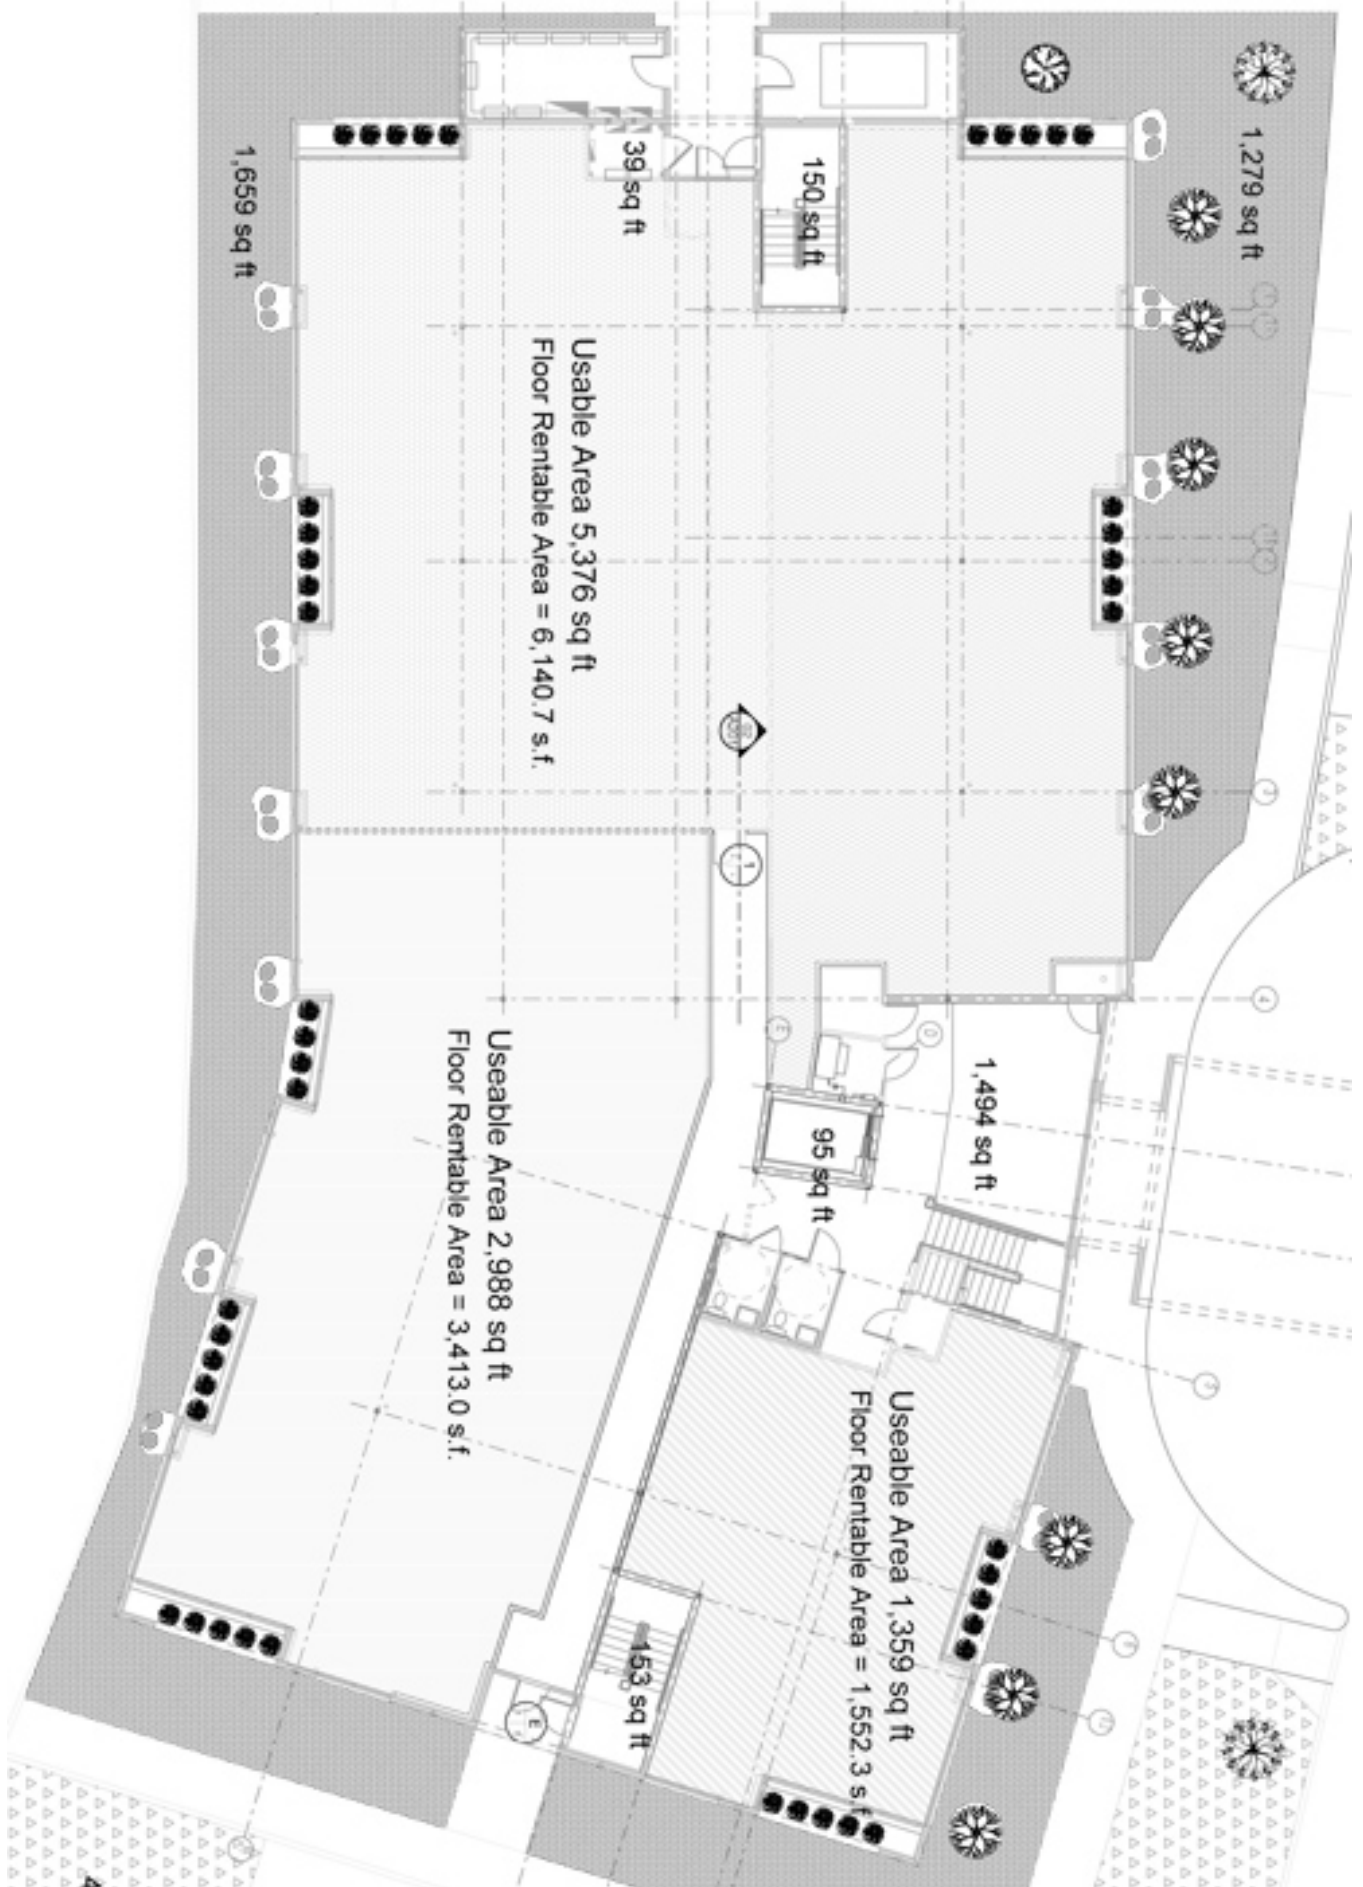 39 sq ft
150 sq ft
1,279 sq ft
1,659 sq ft
Usable Area 5,376 sq ft
Floor Rentable Area = 6,140.7 s.f.
1,494 sq ft
95 sq ft
Useable Area 2,988 sq ft
Floor Rentable Area = 3,413.0 s.f.
Useable Area 1,359 sq ft
Floor Rentable Area = 1,552.3 s.f.
153 sq ft
4
E
D
E